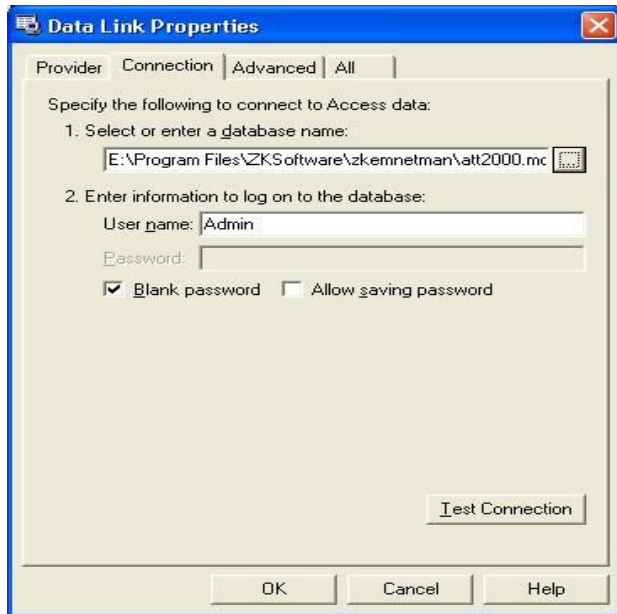 Data Link Properties
Provider Connection Advanced All
Specify the following to connect to Access data:
1. Select or enter a database name:
E:\Program Files\ZKSoftware\zkemnetman\att2000.mc ...
2. Enter information to log on to the database:
User name: Admin
Password:
Blank password Allow saving password
Test Connection
OK Cancel Help